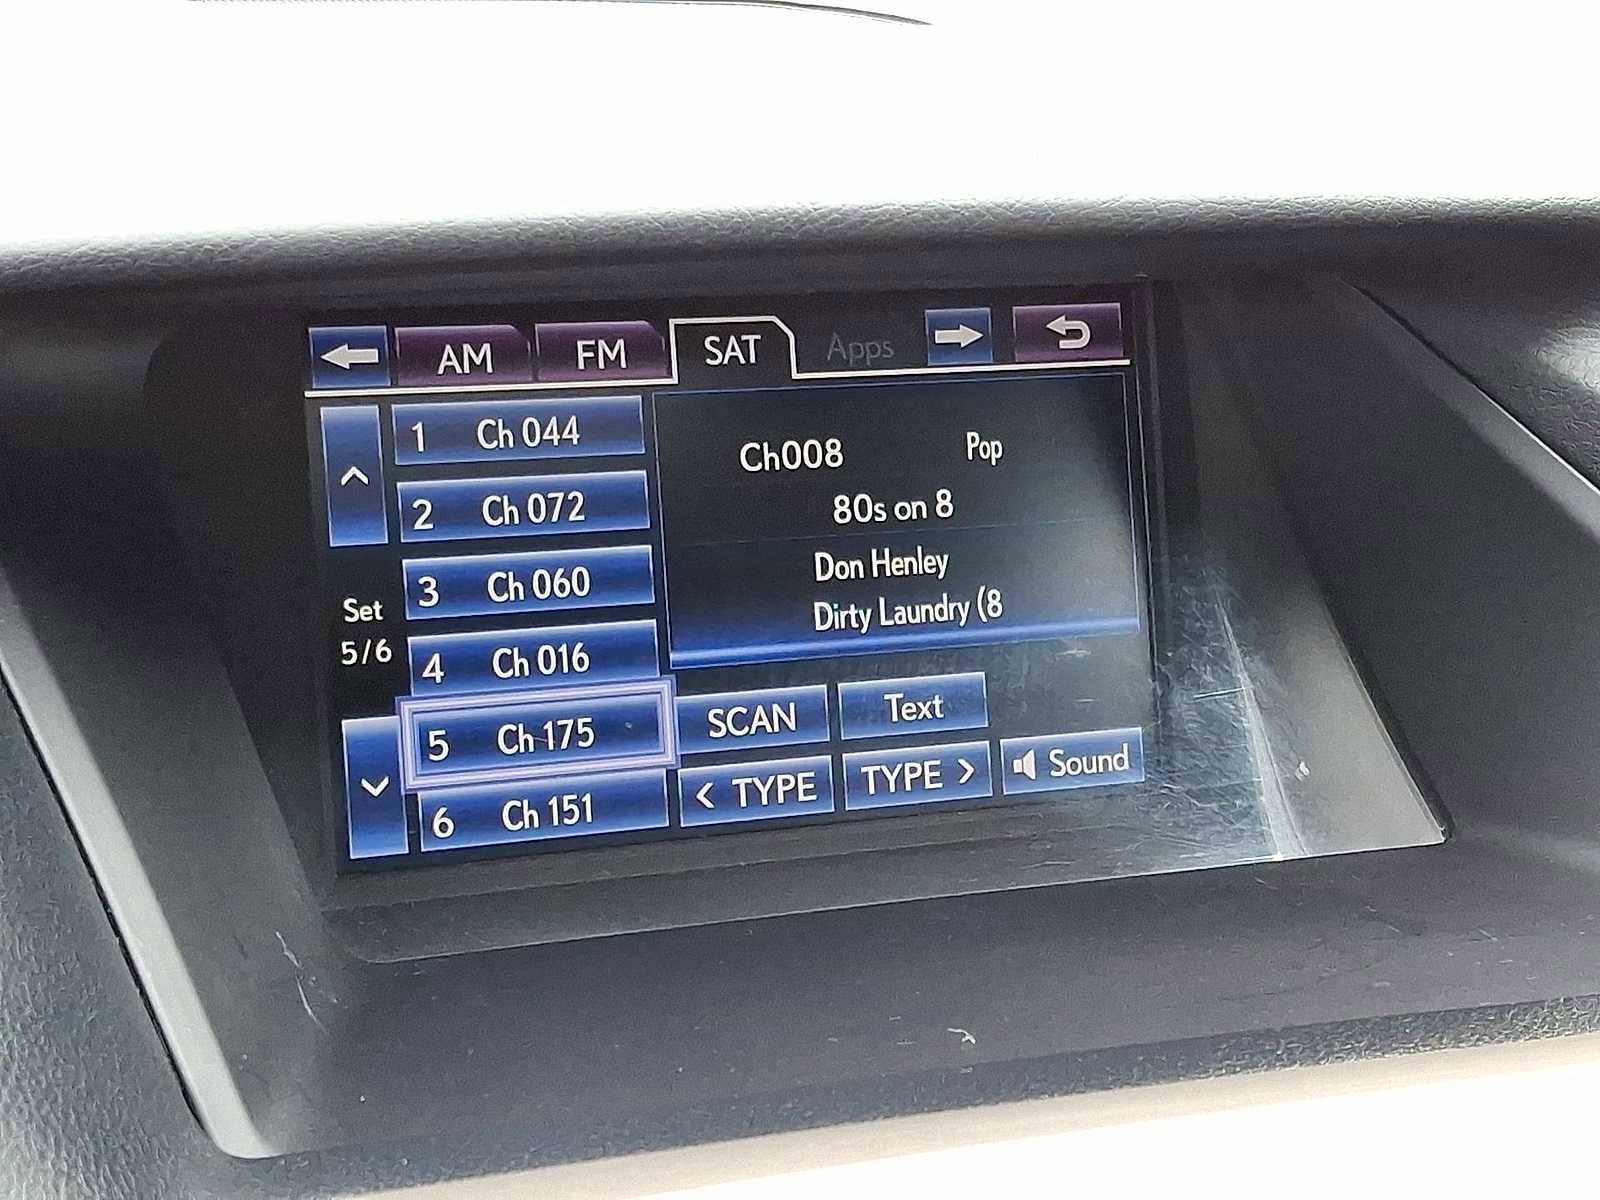 AM FM SAT Apps
1 Ch 044
2 Ch 072
3 Ch 060
4 Ch 016
5 Ch 175
6 Ch 151
Set
5/6
Ch008 Pop
80s on 8
Don Henley
Dirty Laundry (8
SCAN Text
< TYPE TYPE > Sound